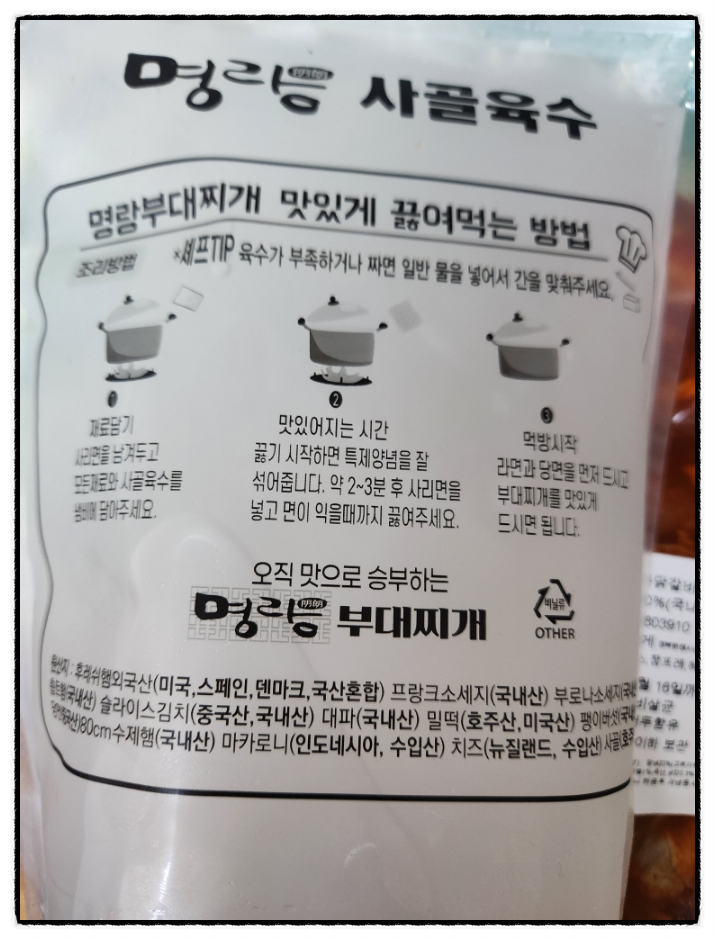 명랑 明朗 사골육수
명랑부대찌개 맛있게 끓여먹는 방법
조리방법
*셰프TIP 육수가 부족하거나 짜면 일반 물을 넣어서 간을 맞춰주세요.
❶
재료담기
사리면을 남겨두고
모든재료와 사골육수를
냄비에 담아주세요.
❷
맛있어지는 시간
끓기 시작하면 특제양념을 잘
섞어줍니다. 약 2~3분 후 사리면을
넣고 면이 익을때까지 끓여주세요.
❸
먹방시작
라면과 당면을 먼저 드시고
부대찌개를 맛있게
드시면 됩니다.
오직 맛으로 승부하는
명랑 明朗 부대찌개
비닐류
OTHER
원산지 : 후레쉬햄외국산(미국,스페인,덴마크,국산혼합) 프랑크소세지(국내산) 부로나소세지
(국내산) 슬라이스김치(중국산,국내산) 대파(국내산) 밀떡(호주산,미국산) 팽이버섯
80cm수제햄(국내산) 마카로니(인도네시아, 수입산) 치즈(뉴질랜드, 수입산) 사골
닭갈비
803910
보관